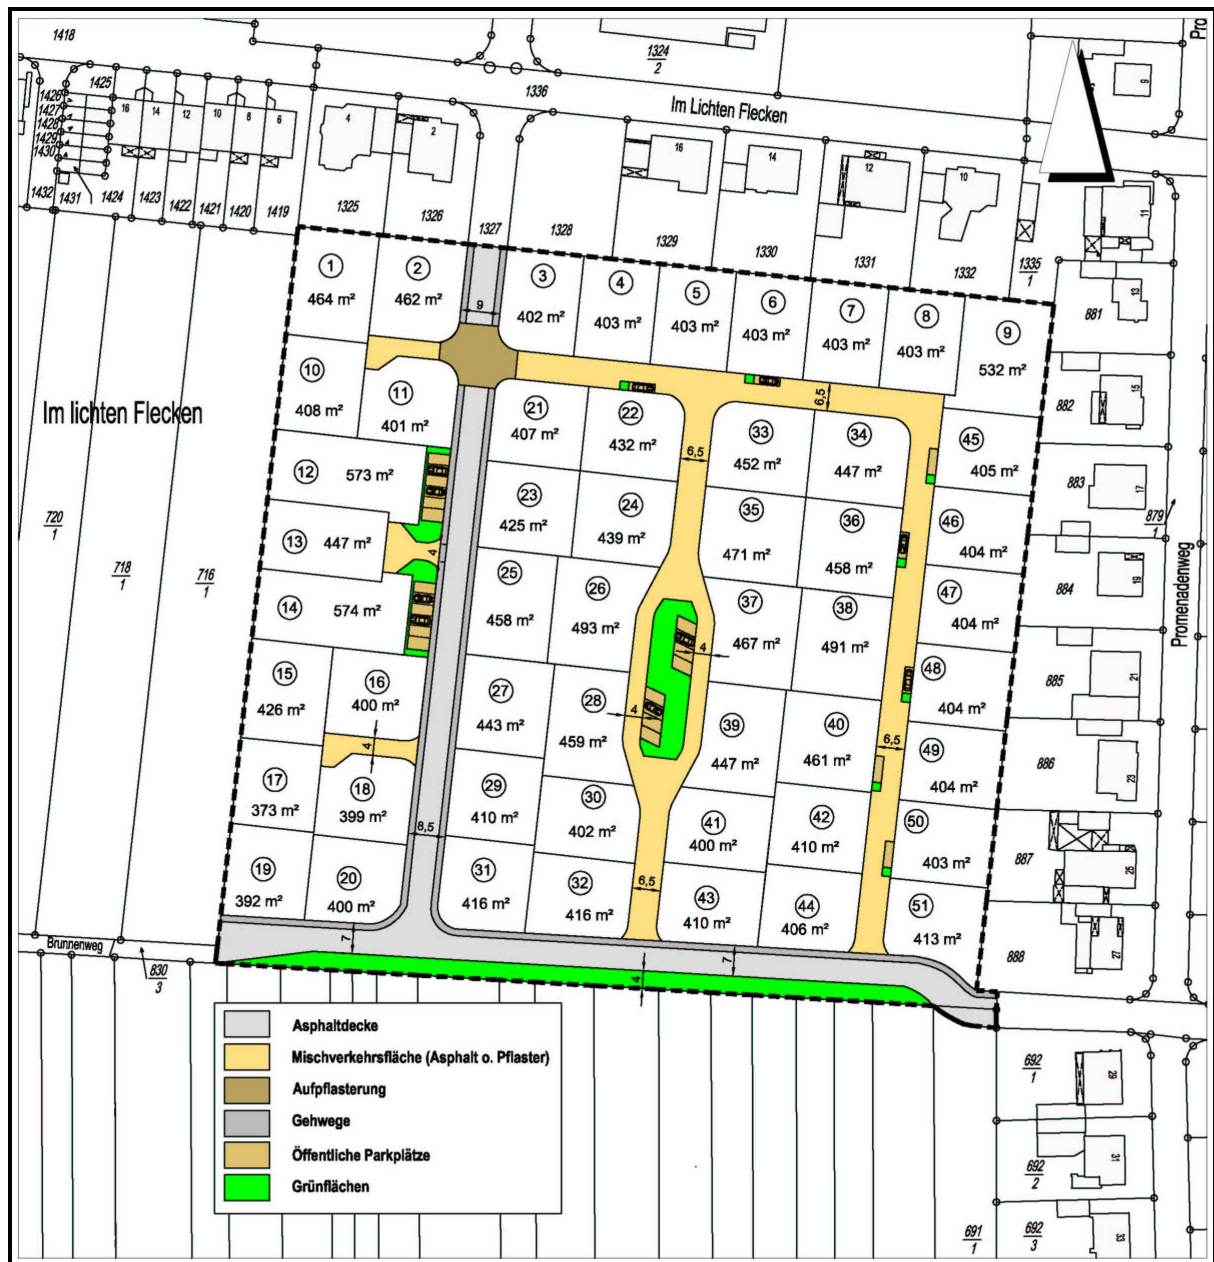 1418
1324
2
Pro
1336
Im Lichten Flecken
1425
1426
1427
1428
1429
1430
16
14
12
10
8
6
4
2
16
14
12
10
9
11
1432
1431
1424
1423
1422
1421
1420
1419
1325
1326
1327
1328
1329
1330
1331
1332
1335
1
13
881
1
464 m²
2
462 m²
9
3
402 m²
4
403 m²
5
403 m²
6
403 m²
7
403 m²
8
403 m²
9
532 m²
10
408 m²
11
401 m²
6,5
15
882
Im lichten Flecken
12
573 m²
21
407 m²
22
432 m²
6,5
33
452 m²
34
447 m²
45
405 m²
883
17
879
1
13
447 m²
4
23
425 m²
24
439 m²
35
471 m²
36
458 m²
46
404 m²
720
1
718
1
716
1
14
574 m²
25
458 m²
26
493 m²
37
467 m²
38
491 m²
47
404 m²
884
19
Promenadenweg
4
15
426 m²
16
400 m²
27
443 m²
28
459 m²
4
39
447 m²
40
461 m²
48
404 m²
885
21
4
6,5
49
404 m²
886
23
17
373 m²
18
399 m²
29
410 m²
30
402 m²
41
400 m²
42
410 m²
50
403 m²
887
25
8,5
19
392 m²
20
400 m²
31
416 m²
32
416 m²
6,5
43
410 m²
44
406 m²
51
413 m²
888
27
Brunnenweg
830
3
7
7
4
Asphaltdecke
Mischverkehrsfläche (Asphalt o. Pflaster)
Aufpflasterung
Gehwege
Öffentliche Parkplätze
Grünflächen
692
1
29
692
2
31
691
1
692
3
33